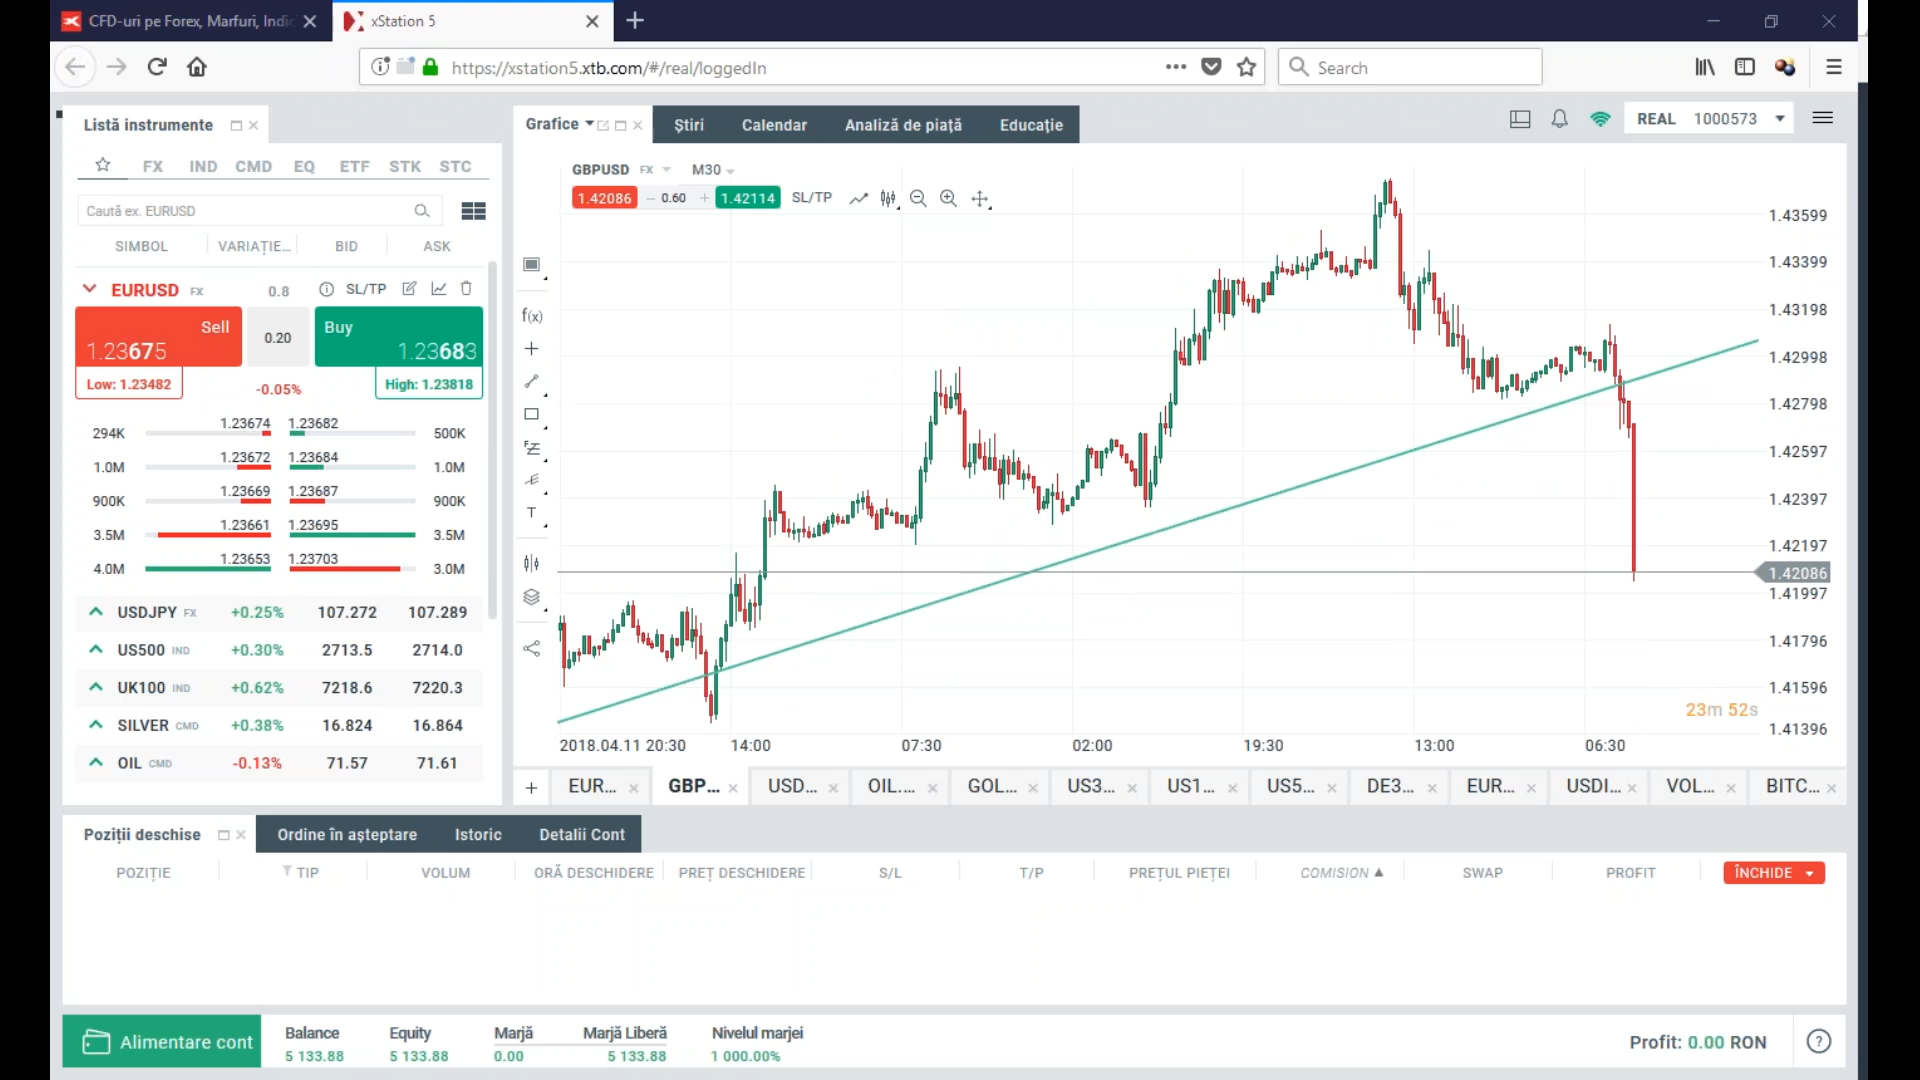 CFD-uri pe Forex, Marfuri, Indic
xStation 5
https://xstation5.xtb.com/#/real/loggedIn
Search
Listă instrumente
FX IND CMD EQ ETF STK STC
Caută ex. EURUSD
SIMBOL VARIAȚIE... BID ASK
EURUSD FX 0.8 SL/TP
Sell 1.23675
0.20
Buy 1.23683
Low: 1.23482
-0.05%
High: 1.23818
294K 1.23674 1.23682 500K
1.0M 1.23672 1.23684 1.0M
900K 1.23669 1.23687 900K
3.5M 1.23661 1.23695 3.5M
4.0M 1.23653 1.23703 3.0M
USDJPY FX +0.25% 107.272 107.289
US500 IND +0.30% 2713.5 2714.0
UK100 IND +0.62% 7218.6 7220.3
SILVER CMD +0.38% 16.824 16.864
OIL CMD -0.13% 71.57 71.61
Grafice Știri Calendar Analiză de piață Educație
REAL 1000573
GBPUSD FX M30
1.42086 – 0.60 + 1.42114 SL/TP
f(x)
T
1.43599
1.43399
1.43198
1.42998
1.42798
1.42597
1.42397
1.42197
1.42086
1.41997
1.41796
1.41596
1.41396
23m 52s
2018.04.11 20:30 14:00 07:30 02:00 19:30 13:00 06:30
+ EUR... GBP... USD... OIL.... GOL... US3... US1... US5... DE3... EUR... USDI... VOL... BITC...
Poziții deschise Ordine în așteptare Istoric Detalii Cont
POZIȚIE TIP VOLUM ORĂ DESCHIDERE PREȚ DESCHIDERE S/L T/P PREȚUL PIEȚEI COMISION SWAP PROFIT ÎNCHIDE
Alimentare cont
Balance Equity Marjă Marjă Liberă Nivelul marjei
5 133.88 5 133.88 0.00 5 133.88 1 000.00%
Profit: 0.00 RON
?